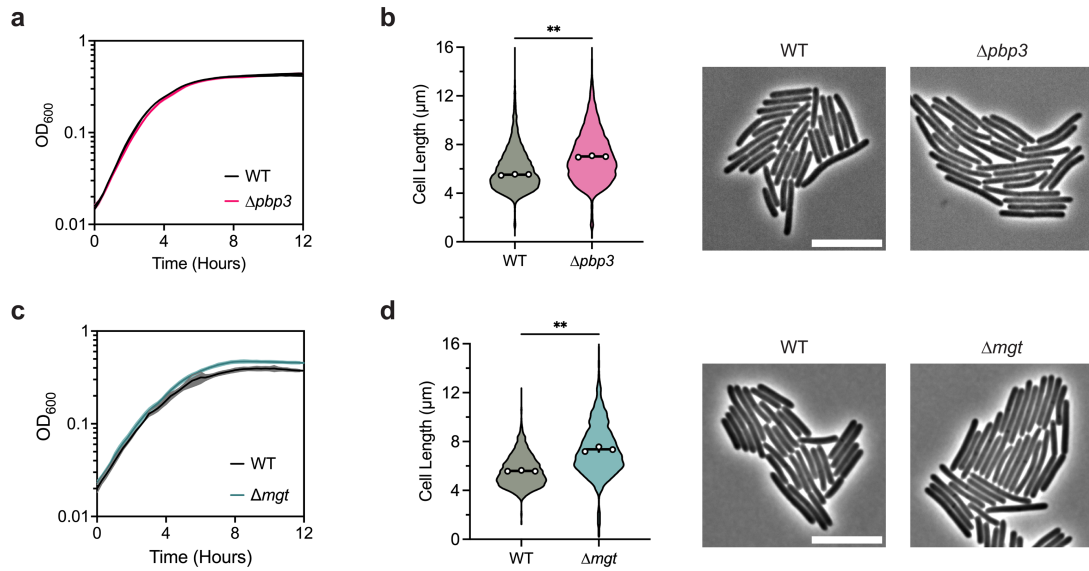 a
1
0.1
0.01
OD600
WT
Δpbp3
0 4 8 12
Time (Hours)
b
**
16
12
8
4
0
Cell Length (μm)
WT Δpbp3
WT Δpbp3
c
1
0.1
0.01
OD600
WT
Δmgt
0 4 8 12
Time (Hours)
d
**
16
12
8
4
0
Cell Length (μm)
WT Δmgt
WT Δmgt